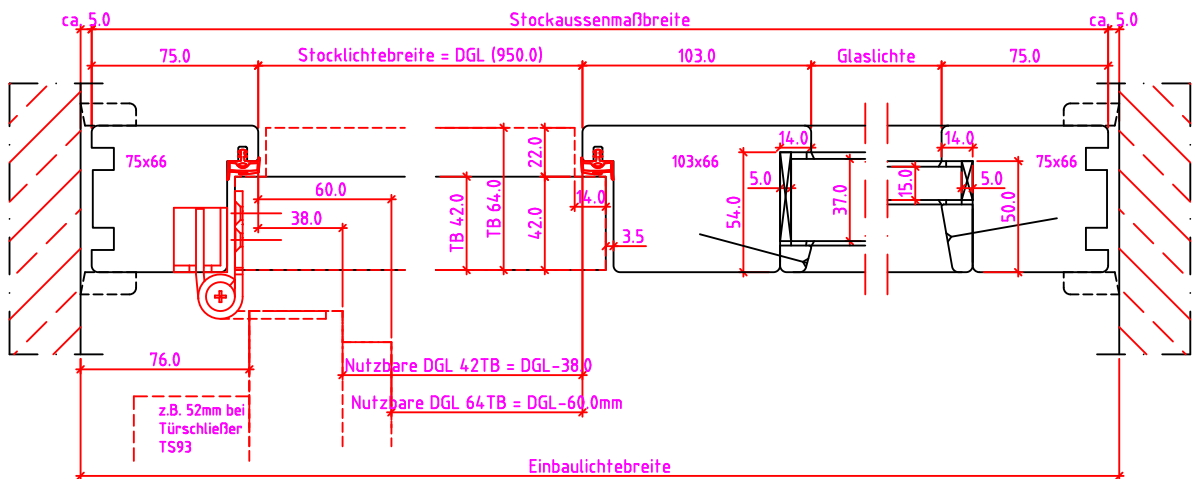 ca. 5.0
Stockaussenmaßbreite
ca. 5.0
75.0
Stocklichtebreite = DGL (950.0)
103.0
Glaslichte
75.0
75x66
103x66
75x66
14.0
14.0
22.0
60.0
38.0
TB 42.0
TB 64.0
42.0
14.0
3.5
5.0
54.0
37.0
15.0
5.0
50.0
76.0
Nutzbare DGL 42TB = DGL-38.0
Nutzbare DGL 64TB = DGL-60.0mm
z.B. 52mm bei
Türschließer
TS93
Einbaulichtebreite